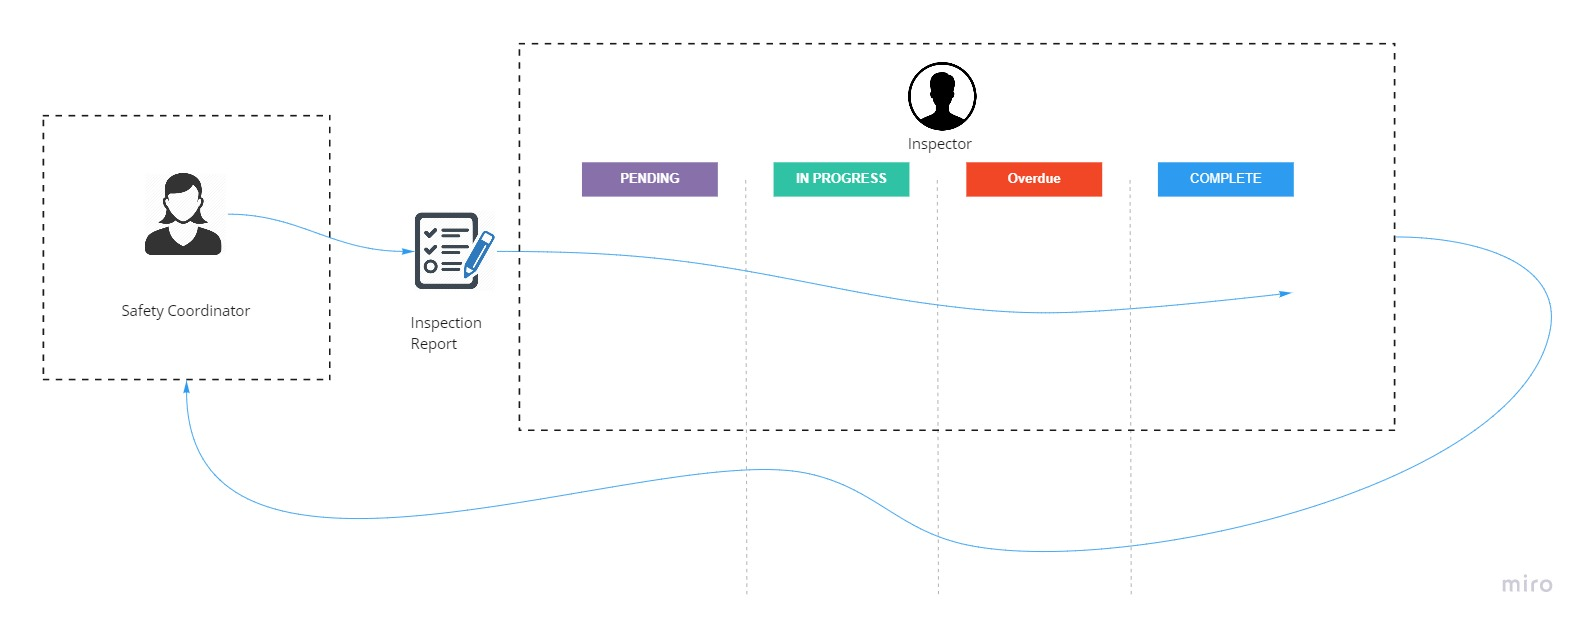 Inspector
PENDING
IN PROGRESS
Overdue
COMPLETE
Safety Coordinator
Inspection
Report
miro